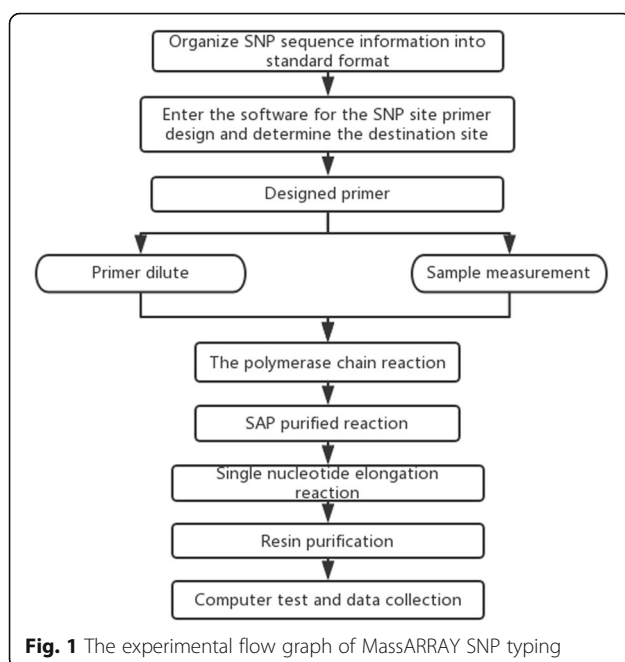 Organize SNP sequence information into
standard format
Enter the software for the SNP site primer
design and determine the destination site
Designed primer
Primer dilute
Sample measurement
The polymerase chain reaction
SAP purified reaction
Single nucleotide elongation
reaction
Resin purification
Computer test and data collection
Fig. 1 The experimental flow graph of MassARRAY SNP typing